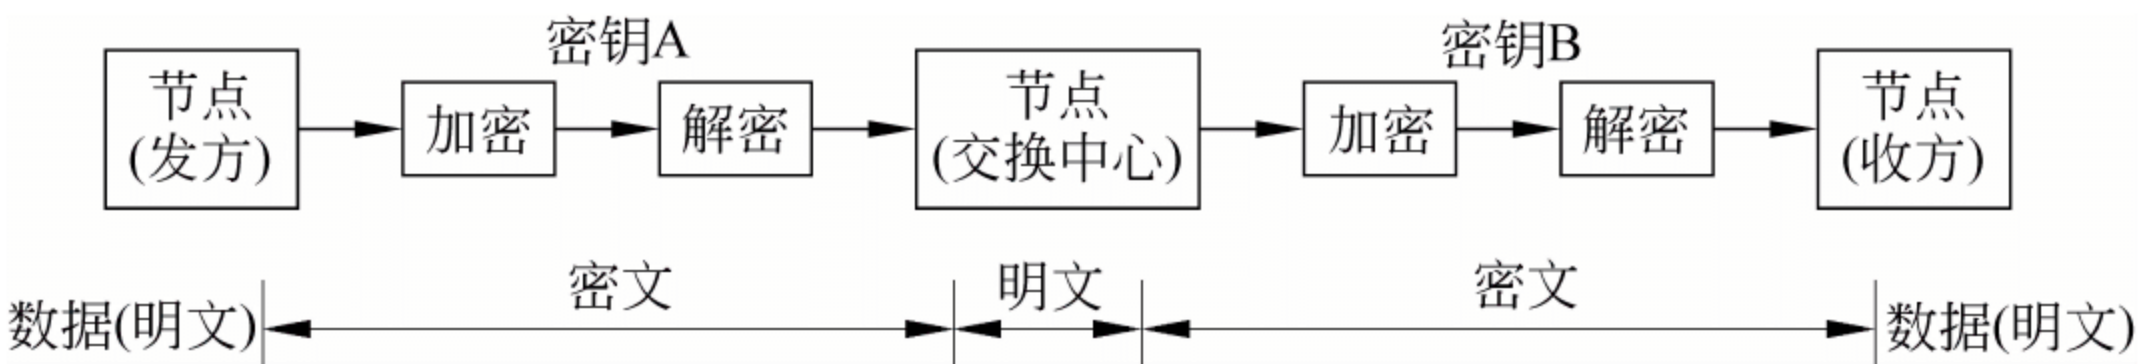 密钥A
密钥B
节点
(发方)
加密
解密
节点
(交换中心)
加密
解密
节点
(收方)
数据(明文)
密文
明文
密文
数据(明文)